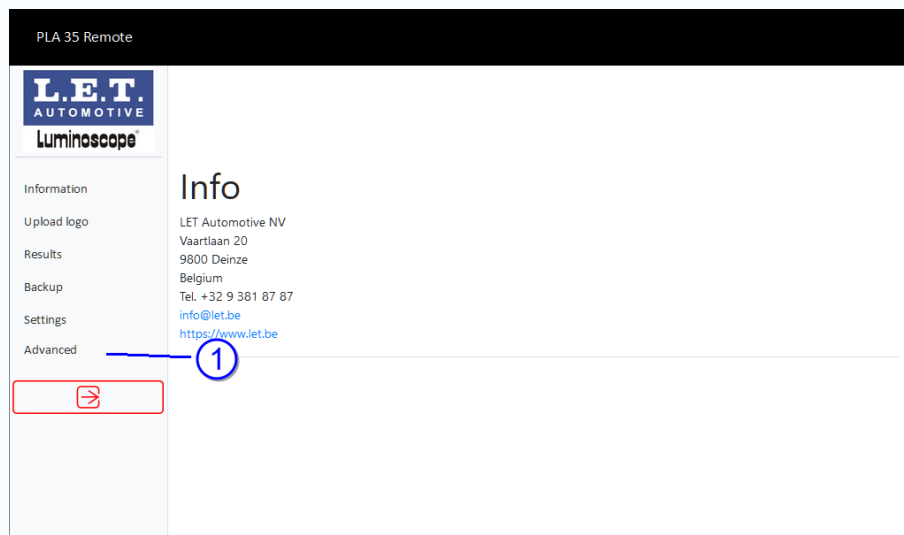 PLA 35 Remote
L.E.T.
AUTOMOTIVE
Luminoscope®
Information
Upload logo
Results
Backup
Settings
Advanced
Info
LET Automotive NV
Vaartlaan 20
9800 Deinze
Belgium
Tel. +32 9 381 87 87
info@let.be
https://www.let.be
1